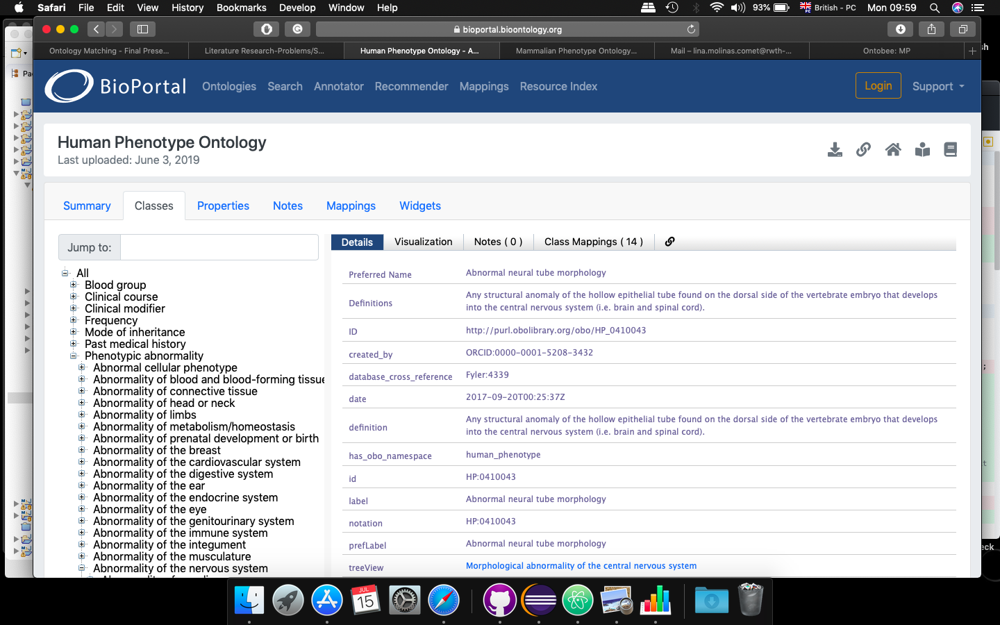 Safari File Edit View History Bookmarks Develop Window Help 93% British - PC Mon 09:59
bioportal.bioontology.org
Ontology Matching - Final Prese... Literature Research-Problems/S... Human Phenotype Ontology - A... Mammalian Phenotype Ontology... Mail – lina.molinas.comet@rwth-... Ontobee: MP
Pac
BioPortal Ontologies Search Annotator Recommender Mappings Resource Index Login Support
Human Phenotype Ontology
Last uploaded: June 3, 2019
Summary Classes Properties Notes Mappings Widgets
Jump to:
All
Blood group
Clinical course
Clinical modifier
Frequency
Mode of inheritance
Past medical history
Phenotypic abnormality
Abnormal cellular phenotype
Abnormality of blood and blood-forming tissue
Abnormality of connective tissue
Abnormality of head or neck
Abnormality of limbs
Abnormality of metabolism/homeostasis
Abnormality of prenatal development or birth
Abnormality of the breast
Abnormality of the cardiovascular system
Abnormality of the digestive system
Abnormality of the ear
Abnormality of the endocrine system
Abnormality of the eye
Abnormality of the genitourinary system
Abnormality of the immune system
Abnormality of the integument
Abnormality of the musculature
Abnormality of the nervous system
Details Visualization Notes ( 0 ) Class Mappings ( 14 )
Preferred Name Abnormal neural tube morphology
Definitions Any structural anomaly of the hollow epithelial tube found on the dorsal side of the vertebrate embryo that develops
into the central nervous system (i.e. brain and spinal cord).
ID http://purl.obolibrary.org/obo/HP_0410043
created_by ORCID:0000-0001-5208-3432
database_cross_reference Fyler:4339
date 2017-09-20T00:25:37Z
definition Any structural anomaly of the hollow epithelial tube found on the dorsal side of the vertebrate embryo that develops
into the central nervous system (i.e. brain and spinal cord).
has_obo_namespace human_phenotype
id HP:0410043
label Abnormal neural tube morphology
notation HP:0410043
prefLabel Abnormal neural tube morphology
treeView Morphological abnormality of the central nervous system
JUL
15